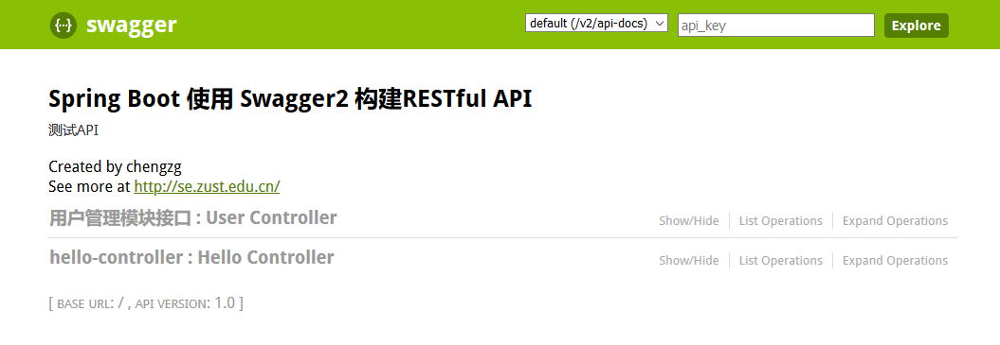 {··} swagger default (/v2/api-docs) api_key Explore
Spring Boot 使用 Swagger2 构建RESTful API
测试API
Created by chengzg
See more at http://se.zust.edu.cn/
用户管理模块接口 : User Controller Show/Hide List Operations Expand Operations
hello-controller : Hello Controller Show/Hide List Operations Expand Operations
[ BASE URL: / , API VERSION: 1.0 ]